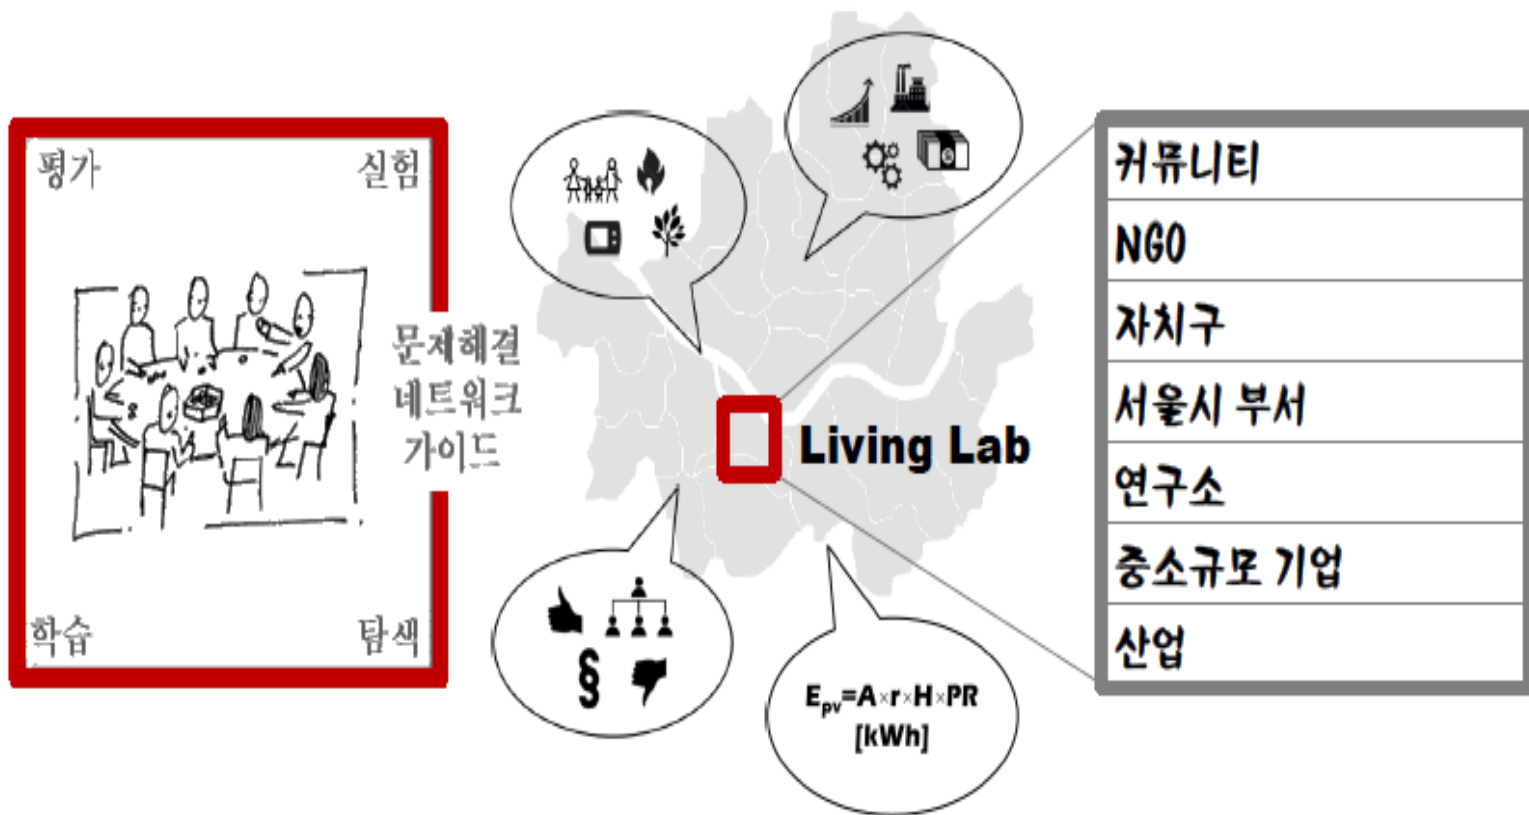 평가
실험
문제해결
네트워크
가이드
학습
탐색
Living Lab
§
E_pv=A×r×H×PR
[kWh]
커뮤니티
NGO
자치구
서울시 부서
연구소
중소규모 기업
산업